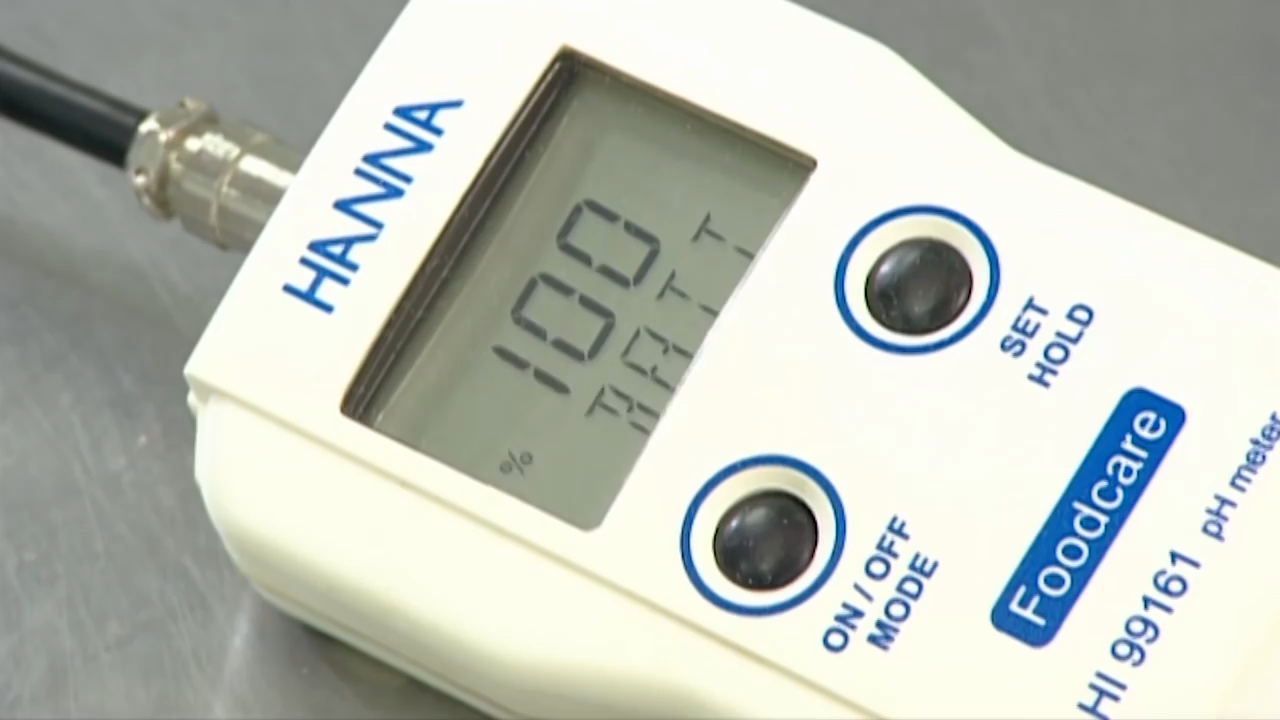 HANNA
100
BATT
%
SET
HOLD
ON / OFF
MODE
Foodcare
HI 99161 pH meter